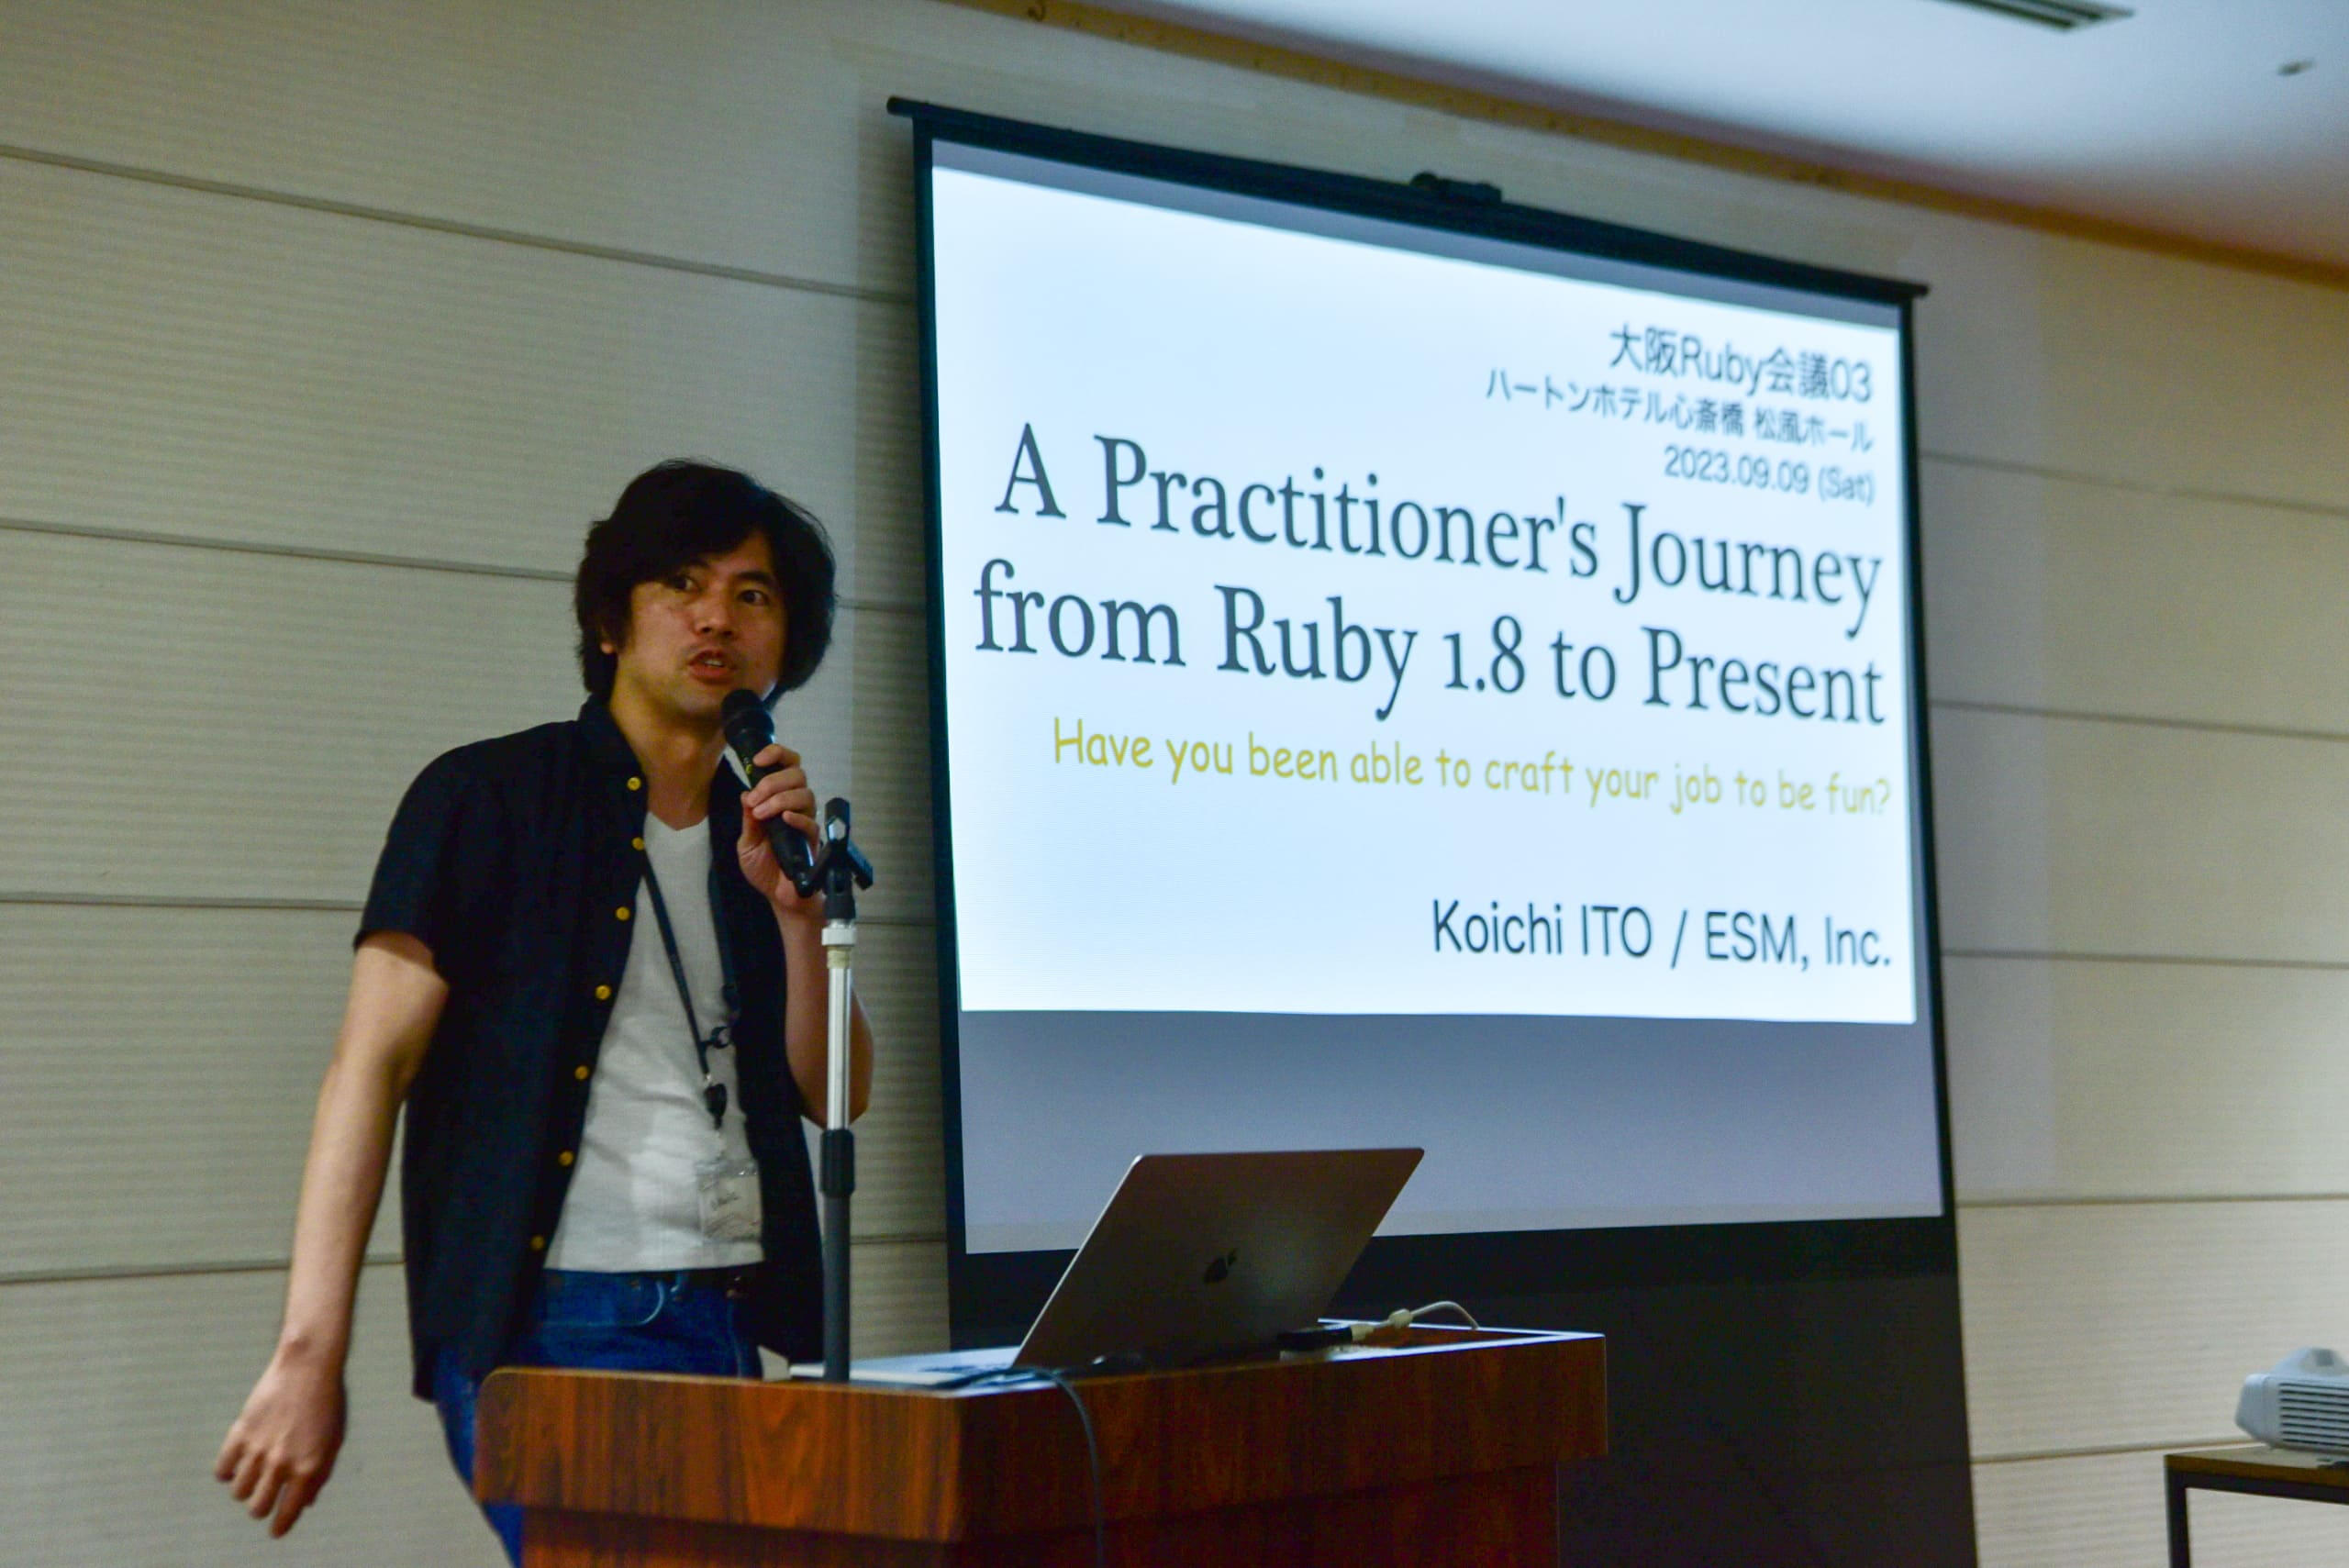 大阪Ruby会議03
ハートンホテル心斎橋 松風ホール
2023.09.09 (Sat)
A Practitioner's Journey
from Ruby 1.8 to Present
Have you been able to craft your job to be fun?
Koichi ITO / ESM, Inc.